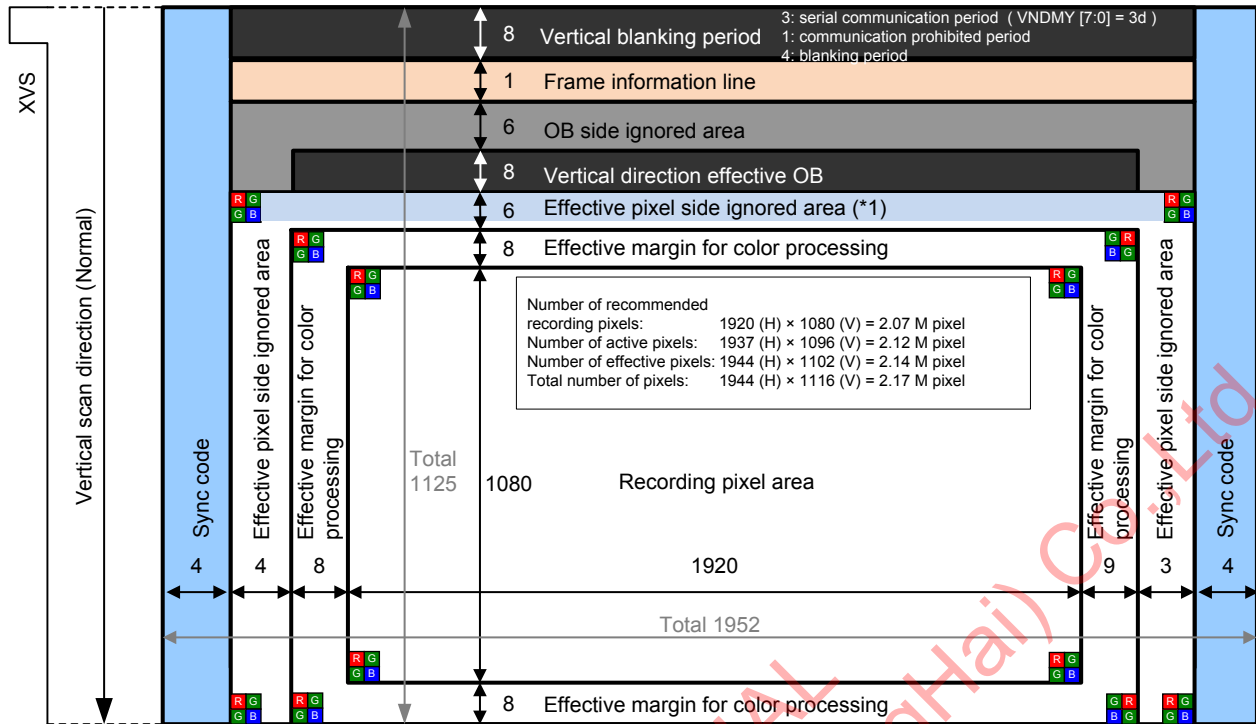 XVS
8 Vertical blanking period
3: serial communication period ( VNDMY [7:0] = 3d )
1: communication prohibited period
4: blanking period
1 Frame information line
6 OB side ignored area
8 Vertical direction effective OB
R G R G
G B G B
6 Effective pixel side ignored area (*1)
R G G R
G B B G
8 Effective margin for color processing
R G R G
G B G B
Number of recommended
recording pixels: 1920 (H) × 1080 (V) = 2.07 M pixel
Number of active pixels: 1937 (H) × 1096 (V) = 2.12 M pixel
Number of effective pixels: 1944 (H) × 1102 (V) = 2.14 M pixel
Total number of pixels: 1944 (H) × 1116 (V) = 2.17 M pixel
Vertical scan direction (Normal)
Sync code
Effective pixel side ignored area
Effective margin for color
processing
Total
1125
1080
Recording pixel area
Effective margin for color
processing
Effective pixel side ignored area
Sync code
4 4 8 1920 9 3 4
Total 1952
R G R G
G B G B
R G R G G R R G
G B G B B G G B
8 Effective margin for color processing
Hai) Co.,Ltd